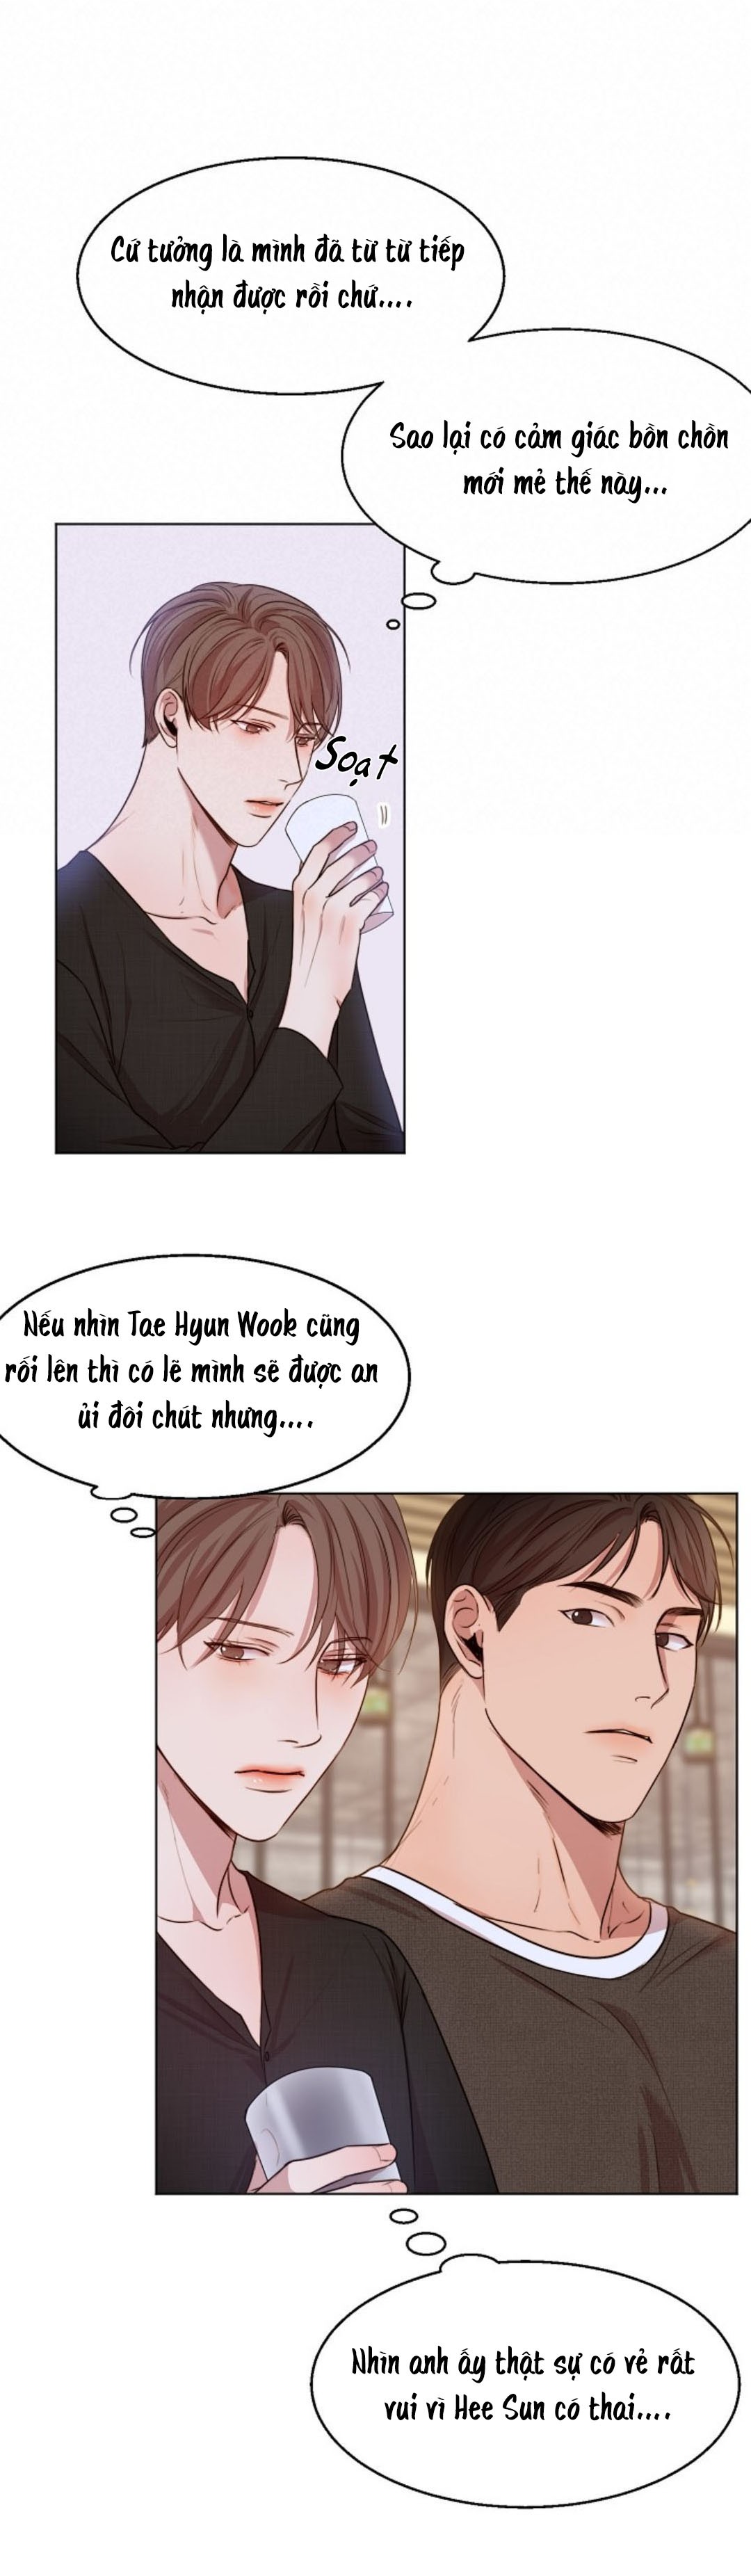 Cứ tưởng là mình đã từ từ tiếp
nhận được rồi chứ....
Sao lại có cảm giác bồn chồn
mới mẻ thế này...
Soạt
Nếu nhìn Tae Hyun Wook cũng
rối lên thì có lẽ mình sẽ được an
ủi đôi chút nhưng....
Nhìn anh ấy thật sự có vẻ rất
vui vì Hee Sun có thai....